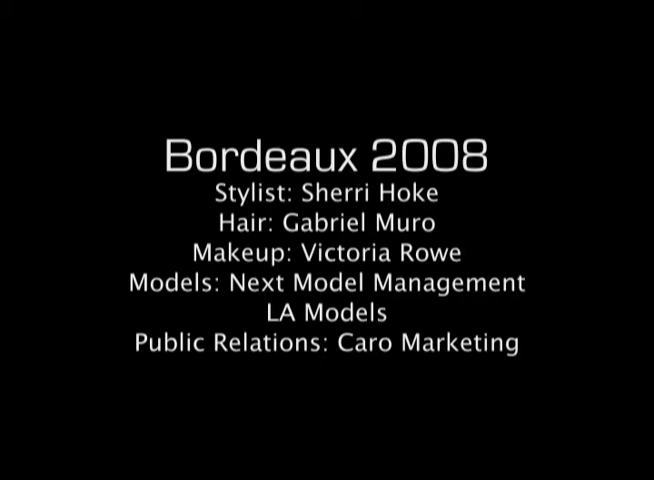 Bordeaux 2008
Stylist: Sherri Hoke
Hair: Gabriel Muro
Makeup: Victoria Rowe
Models: Next Model Management
LA Models
Public Relations: Caro Marketing